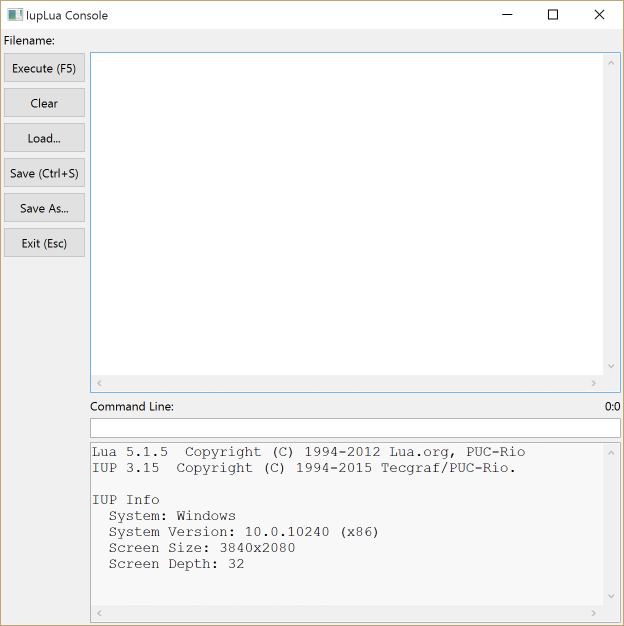 IupLua Console
Filename:
Execute (F5)
Clear
Load...
Save (Ctrl+S)
Save As...
Exit (Esc)
Command Line:
0:0
Lua 5.1.5  Copyright (C) 1994-2012 Lua.org, PUC-Rio
IUP 3.15  Copyright (C) 1994-2015 Tecgraf/PUC-Rio.
IUP Info
  System: Windows
  System Version: 10.0.10240 (x86)
  Screen Size: 3840x2080
  Screen Depth: 32